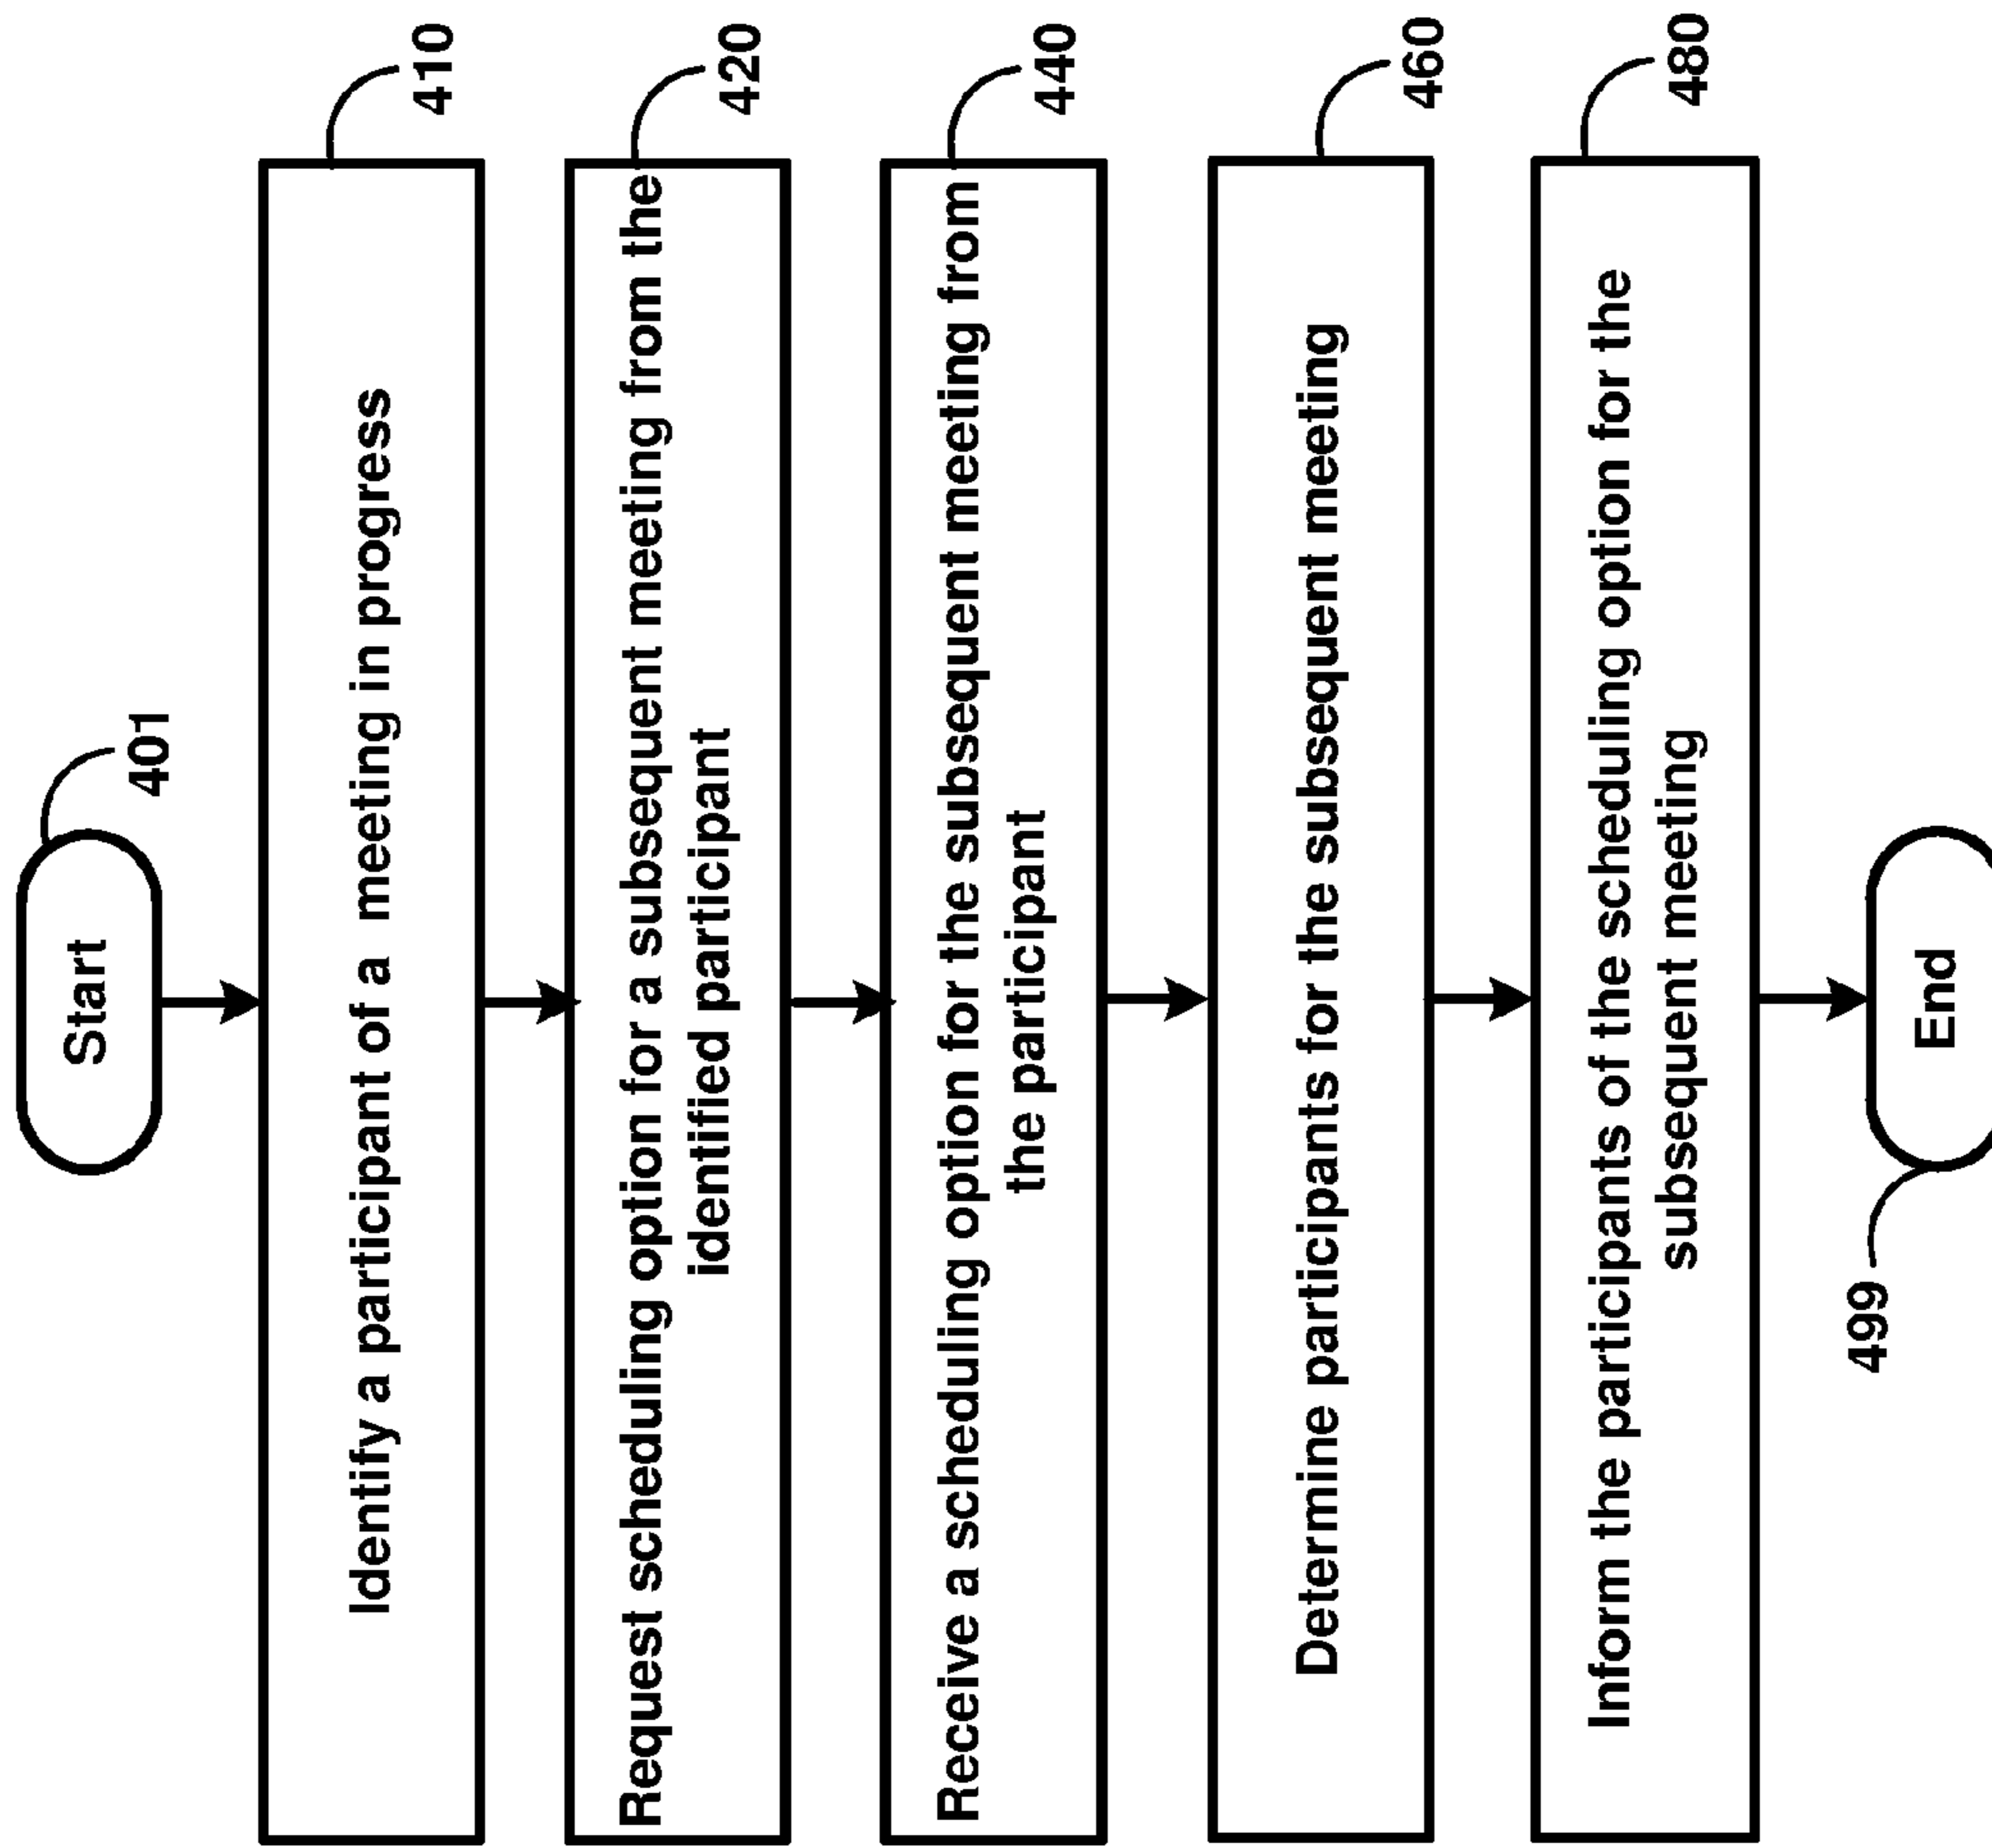 Start
401
Identify a participant of a meeting in progress
410
Request scheduling option for a subsequent meeting from the
identified participant
420
Receive a scheduling option for the subsequent meeting from
the participant
440
Determine participants for the subsequent meeting
460
Inform the participants of the scheduling option for the
subsequent meeting
480
End
499